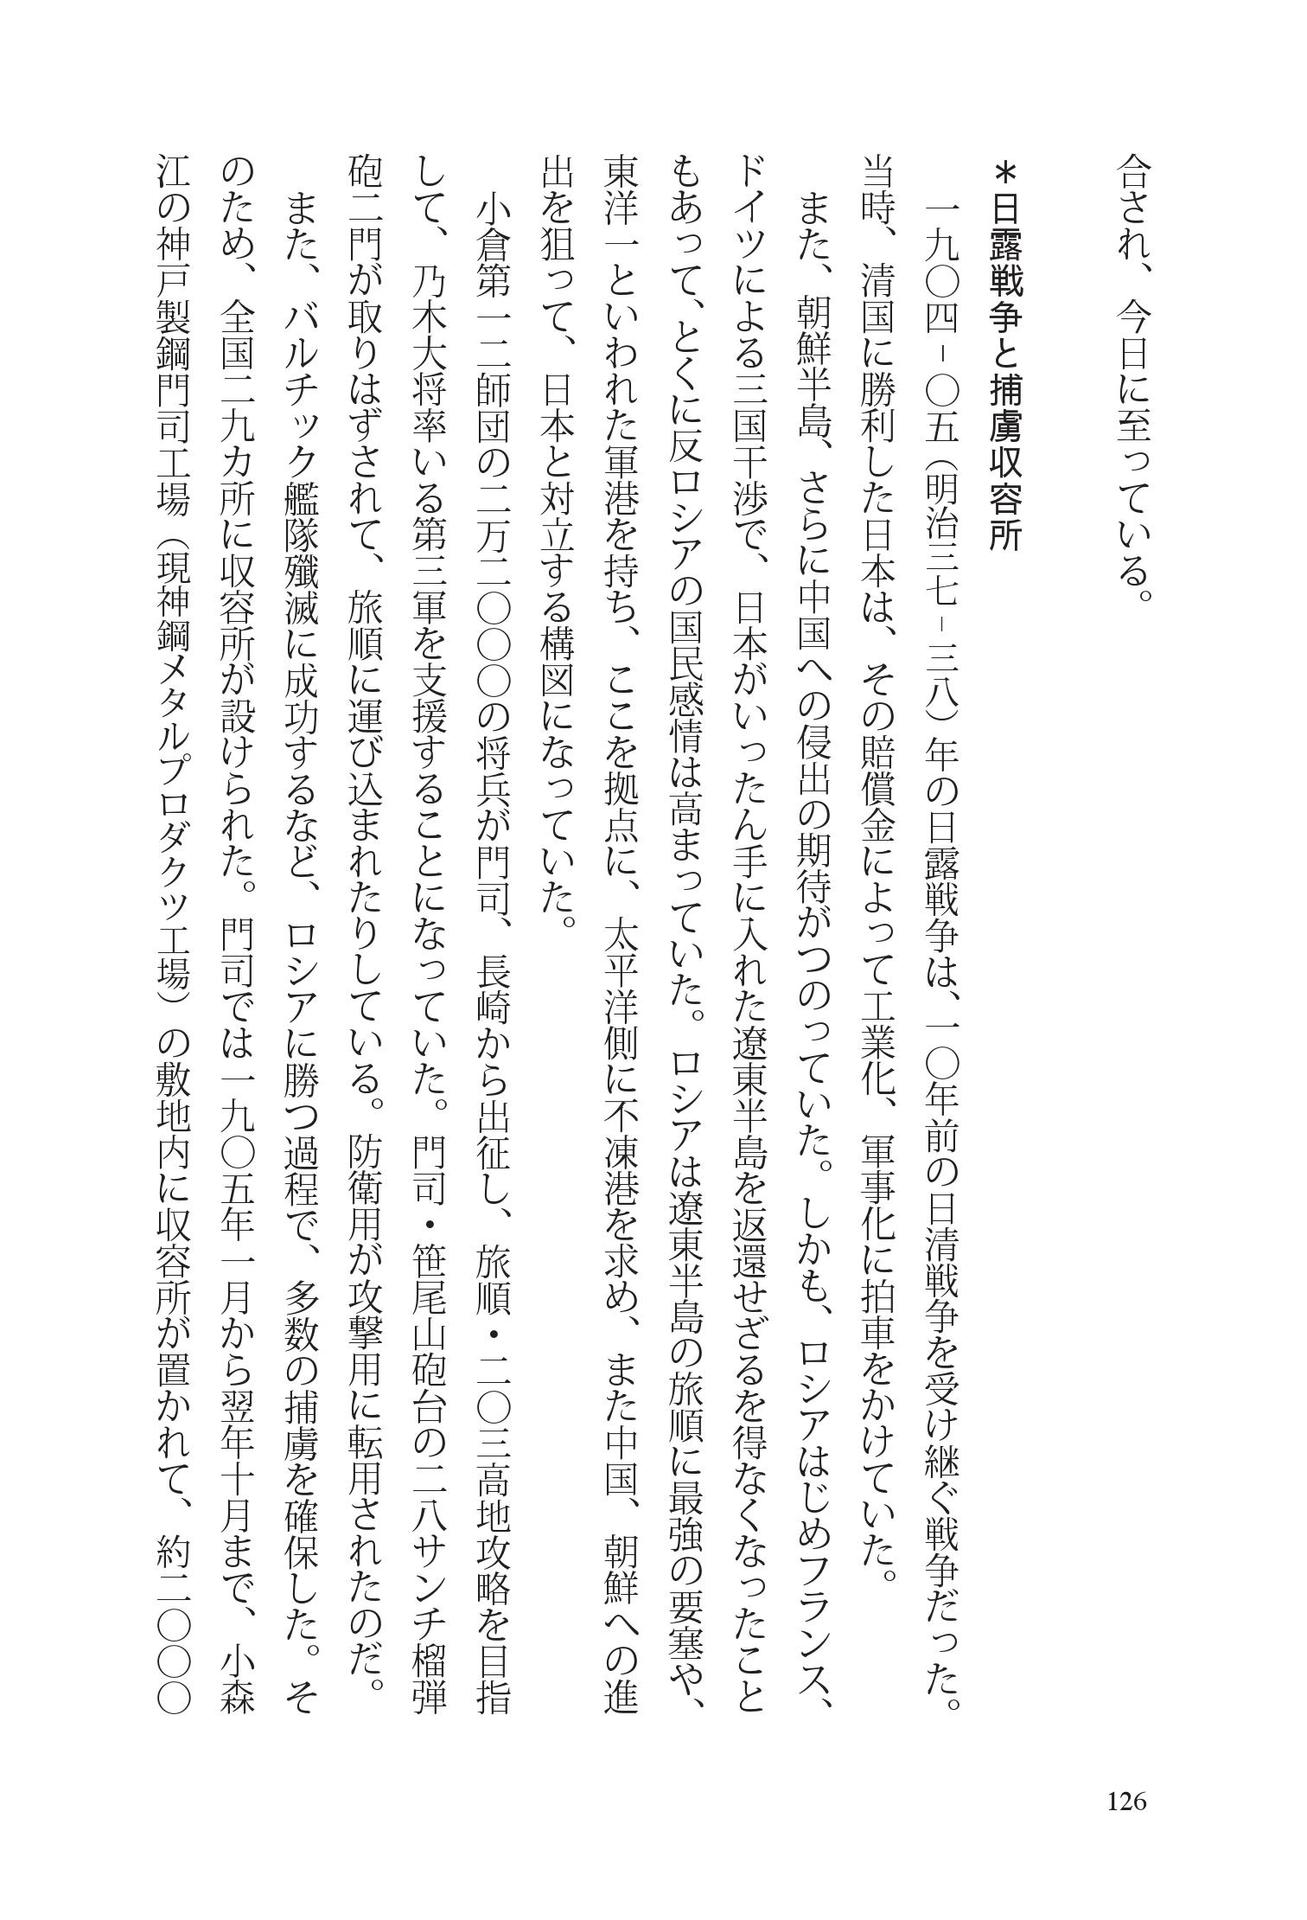 合され、今日に至っている。
＊日露戦争と捕虜収容所
一九〇四－〇五（明治三七－三八）年の日露戦争は、一〇年前の日清戦争を受け継ぐ戦争だった。
当時、清国に勝利した日本は、その賠償金によって工業化、軍事化に拍車をかけていた。
また、朝鮮半島、さらに中国への侵出の期待がつのっていた。しかも、ロシアはじめフランス、
ドイツによる三国干渉で、日本がいったん手に入れた遼東半島を返還せざるを得なくなったこと
もあって、とくに反ロシアの国民感情は高まっていた。ロシアは遼東半島の旅順に最強の要塞や、
東洋一といわれた軍港を持ち、ここを拠点に、太平洋側に不凍港を求め、また中国、朝鮮への進
出を狙って、日本と対立する構図になっていた。
小倉第一二師団の二万二〇〇〇の将兵が門司、長崎から出征し、旅順・二〇三高地攻略を目指
して、乃木大将率いる第三軍を支援することになっていた。門司・笹尾山砲台の二八サンチ榴弾
砲二門が取りはずされて、旅順に運び込まれたりしている。防衛用が攻撃用に転用されたのだ。
また、バルチック艦隊殲滅に成功するなど、ロシアに勝つ過程で、多数の捕虜を確保した。そ
のため、全国二九カ所に収容所が設けられた。門司では一九〇五年一月から翌年十月まで、小森
江の神戸製鋼門司工場（現神鋼メタルプロダクツ工場）の敷地内に収容所が置かれて、約二〇〇〇
126